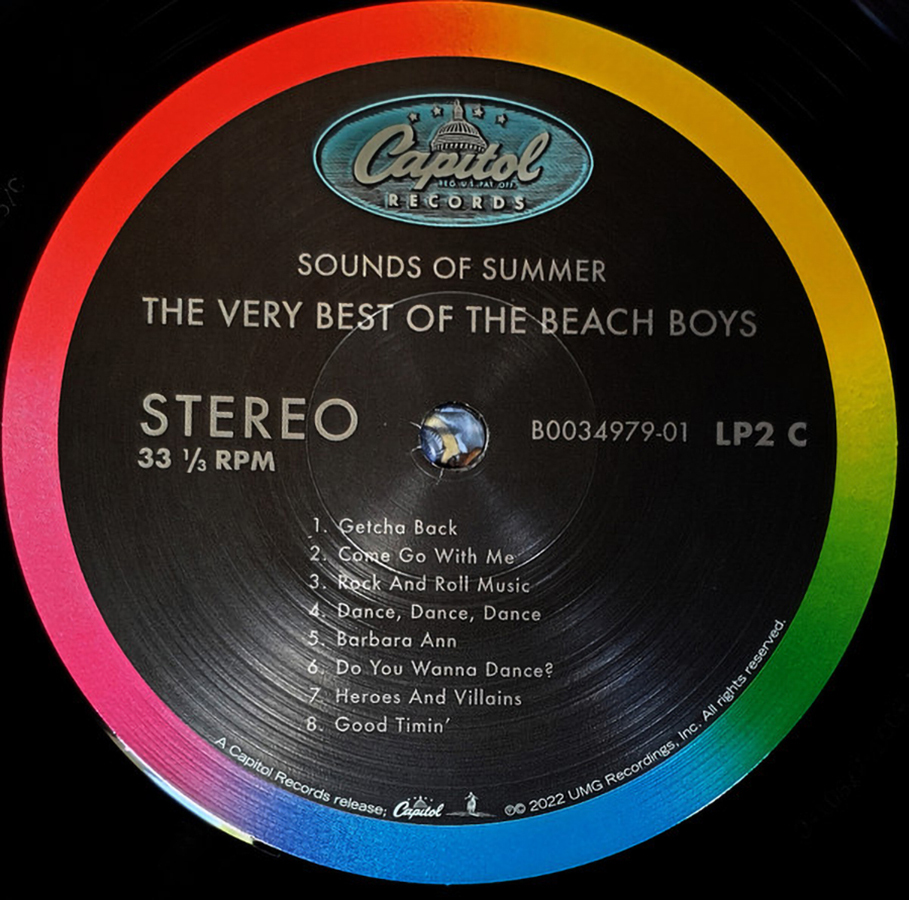 Capitol
REG. U.S. PAT. OFF.
RECORDS
SOUNDS OF SUMMER
THE VERY BEST OF THE BEACH BOYS
STEREO
33 ⅓ RPM
B0034979-01 LP2 C
1. Getcha Back
2. Come Go With Me
3. Rock And Roll Music
4. Dance, Dance, Dance
5. Barbara Ann
6. Do You Wanna Dance?
7. Heroes And Villains
8. Good Timin’
A Capitol Records release; Capitol ℗© 2022 UMG Recordings, Inc. All rights reserved.